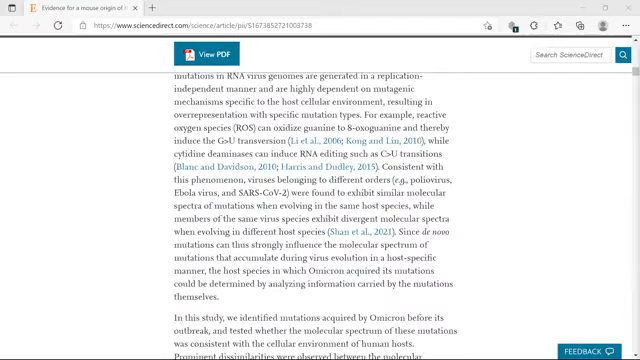 Evidence for a mouse origin of t
https://www.sciencedirect.com/science/article/pii/S1673852721003738
View PDF
Search ScienceDirect
mutations in RNA virus genomes are generated in a replication-
independent manner and are highly dependent on mutagenic
mechanisms specific to the host cellular environment, resulting in
overrepresentation with specific mutation types. For example, reactive
oxygen species (ROS) can oxidize guanine to 8-oxoguanine and thereby
induce the G>U transversion (Li et al., 2006; Kong and Lin, 2010), while
cytidine deaminases can induce RNA editing such as C>U transitions
(Blanc and Davidson, 2010; Harris and Dudley, 2015). Consistent with
this phenomenon, viruses belonging to different orders (e.g., poliovirus,
Ebola virus, and SARS-CoV-2) were found to exhibit similar molecular
spectra of mutations when evolving in the same host species, while
members of the same virus species exhibit divergent molecular spectra
when evolving in different host species (Shan et al., 2021). Since de novo
mutations can thus strongly influence the molecular spectrum of
mutations that accumulate during virus evolution in a host-specific
manner, the host species in which Omicron acquired its mutations
could be determined by analyzing information carried by the mutations
themselves.
In this study, we identified mutations acquired by Omicron before its
outbreak, and tested whether the molecular spectrum of these mutations
was consistent with the cellular environment of human hosts.
Prominent dissimilarities were observed between the molecular
FEEDBACK